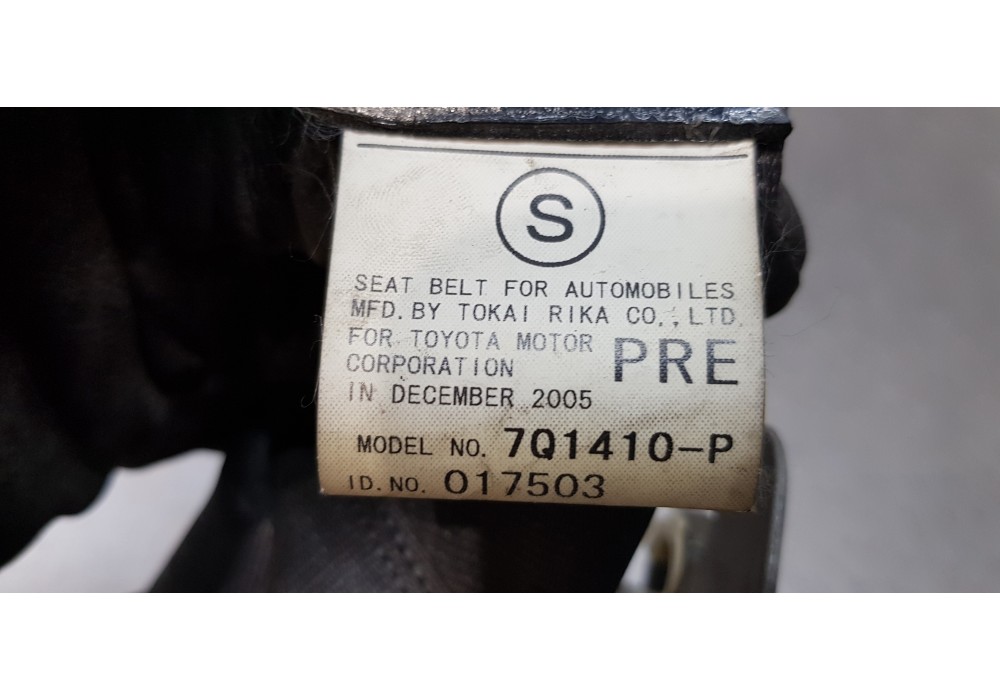 S
SEAT BELT FOR AUTOMOBILES
MFD. BY TOKAI RIKA CO., LTD.
FOR TOYOTA MOTOR
CORPORATION
PRE
IN DECEMBER 2005
MODEL NO. 7Q1410-P
ID. NO. 017503